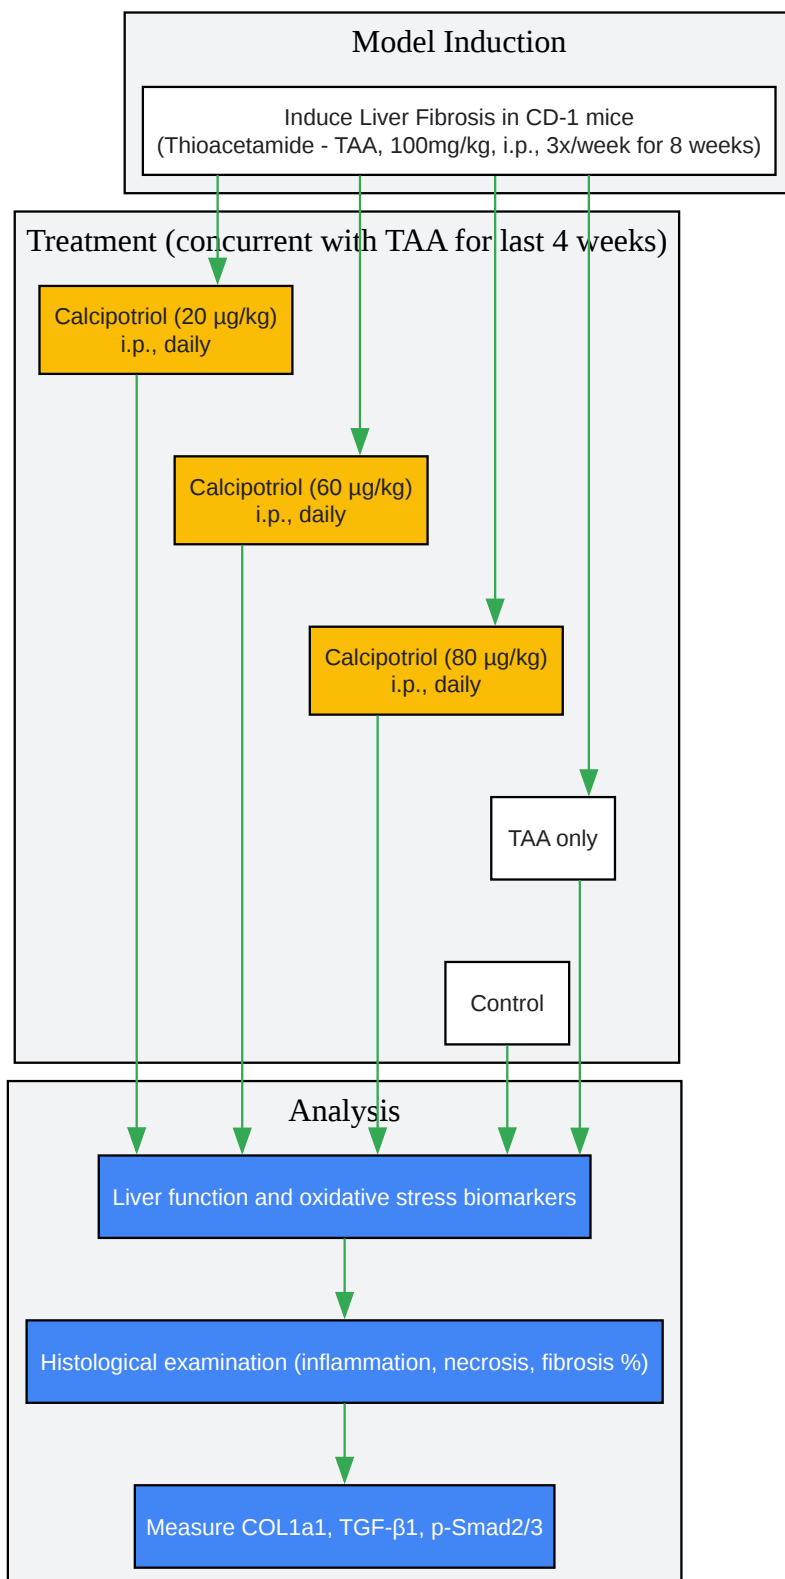 Model Induction
Induce Liver Fibrosis in CD-1 mice
(Thioacetamide - TAA, 100mg/kg, i.p., 3x/week for 8 weeks)
Treatment (concurrent with TAA for last 4 weeks)
Calcipotriol (20 µg/kg)
i.p., daily
Calcipotriol (60 µg/kg)
i.p., daily
Calcipotriol (80 µg/kg)
i.p., daily
TAA only
Control
Analysis
Liver function and oxidative stress biomarkers
Histological examination (inflammation, necrosis, fibrosis %)
Measure COL1a1, TGF-β1, p-Smad2/3